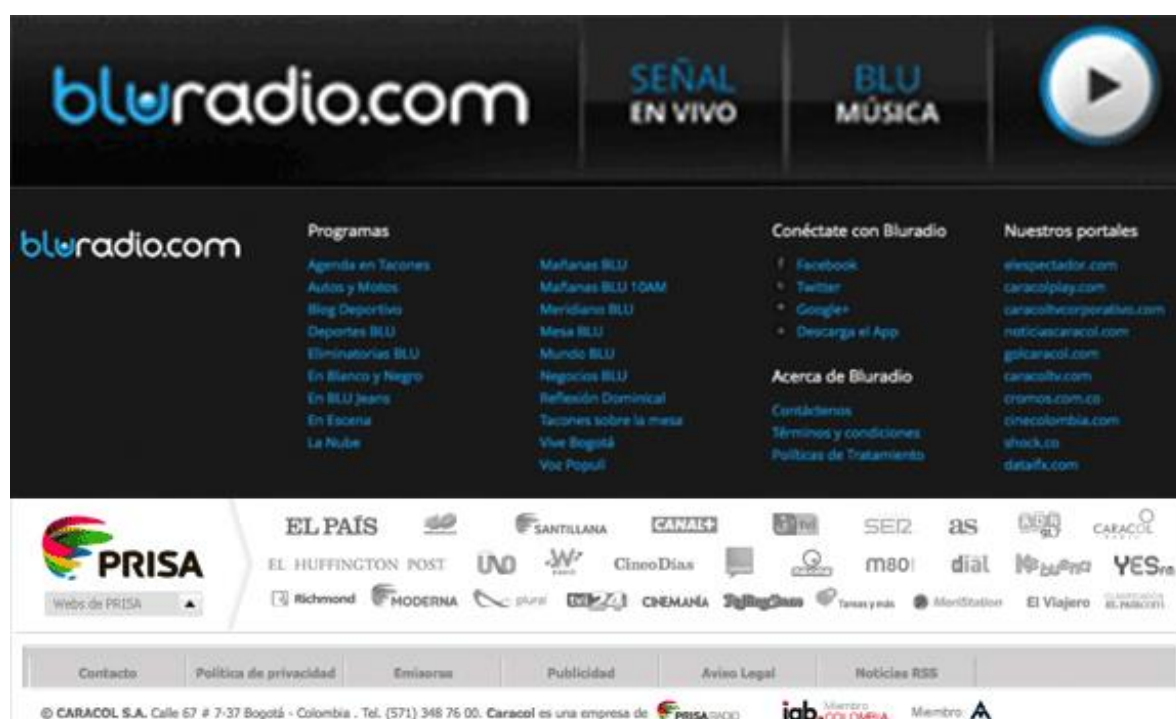 bluradio.com
SEÑAL EN VIVO
BLU MÚSICA
bluradio.com
Programas
Agenda en Tacones
Autos y Motos
Blog Deportivo
Deportes BLU
Eliminatorias BLU
En Blanco y Negro
En BLU Jeans
En Escena
La Nube
Mañanas BLU
Mañanas BLU 10AM
Meridiano BLU
Mesa BLU
Mundo BLU
Negocios BLU
Reflexión Dominical
Tacones sobre la mesa
Vive Bogotá
Voz Populi
Conéctate con Bluradio
Facebook
Twitter
Google+
Descarga el App
Acerca de Bluradio
Contáctenos
Términos y condiciones
Políticas de Tratamiento
Nuestros portales
elespectador.com
caracolplay.com
caracoltvcorporativo.com
noticiascaracol.com
golcaracol.com
caracoltv.com
cromos.com.co
cinecolombia.com
shock.co
dataifx.com
PRISA
Webs de PRISA
EL PAÍS SANTILLANA CANAL+ SER as CARACOL
EL HUFFINGTON POST UNO W CincoDías m80 dial Kebuena YES
Richmond MODERNA plural CINEMANÍA RollingStone Tareas y más MeriStation El Viajero
Contacto Política de privacidad Emisoras Publicidad Aviso Legal Noticias RSS
© CARACOL S.A. Calle 67 # 7-37 Bogotá - Colombia . Tel. (571) 348 76 00. Caracol es una empresa de PRISA RADIO iab. Miembro COLOMBIA Miembro